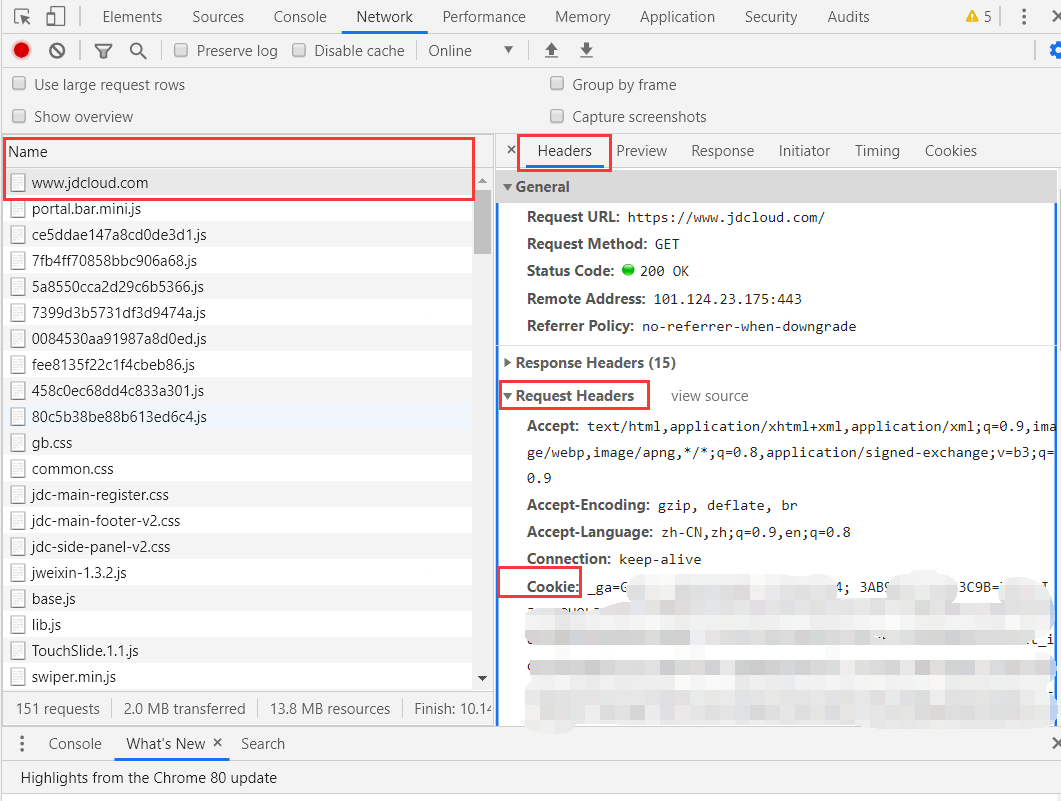 Elements Sources Console Network Performance Memory Application Security Audits 5
Preserve log Disable cache Online
Use large request rows Group by frame
Show overview Capture screenshots
Name
www.jdcloud.com
portal.bar.mini.js
ce5ddae147a8cd0de3d1.js
7fb4ff70858bbc906a68.js
5a8550cca2d29c6b5366.js
7399d3b5731df3d9474a.js
0084530aa91987a8d0ed.js
fee8135f22c1f4cbeb86.js
458c0ec68dd4c833a301.js
80c5b38be88b613ed6c4.js
gb.css
common.css
jdc-main-register.css
jdc-main-footer-v2.css
jdc-side-panel-v2.css
jweixin-1.3.2.js
base.js
lib.js
TouchSlide.1.1.js
swiper.min.js
151 requests 2.0 MB transferred 13.8 MB resources Finish: 10.14
Headers Preview Response Initiator Timing Cookies
General
Request URL: https://www.jdcloud.com/
Request Method: GET
Status Code: 200 OK
Remote Address: 101.124.23.175:443
Referrer Policy: no-referrer-when-downgrade
Response Headers (15)
Request Headers view source
Accept: text/html,application/xhtml+xml,application/xml;q=0.9,ima
ge/webp,image/apng,*/*;q=0.8,application/signed-exchange;v=b3;q=
0.9
Accept-Encoding: gzip, deflate, br
Accept-Language: zh-CN,zh;q=0.9,en;q=0.8
Connection: keep-alive
Cookie: _ga=G 4; 3AB9 3C9B=
Console What's New Search
Highlights from the Chrome 80 update